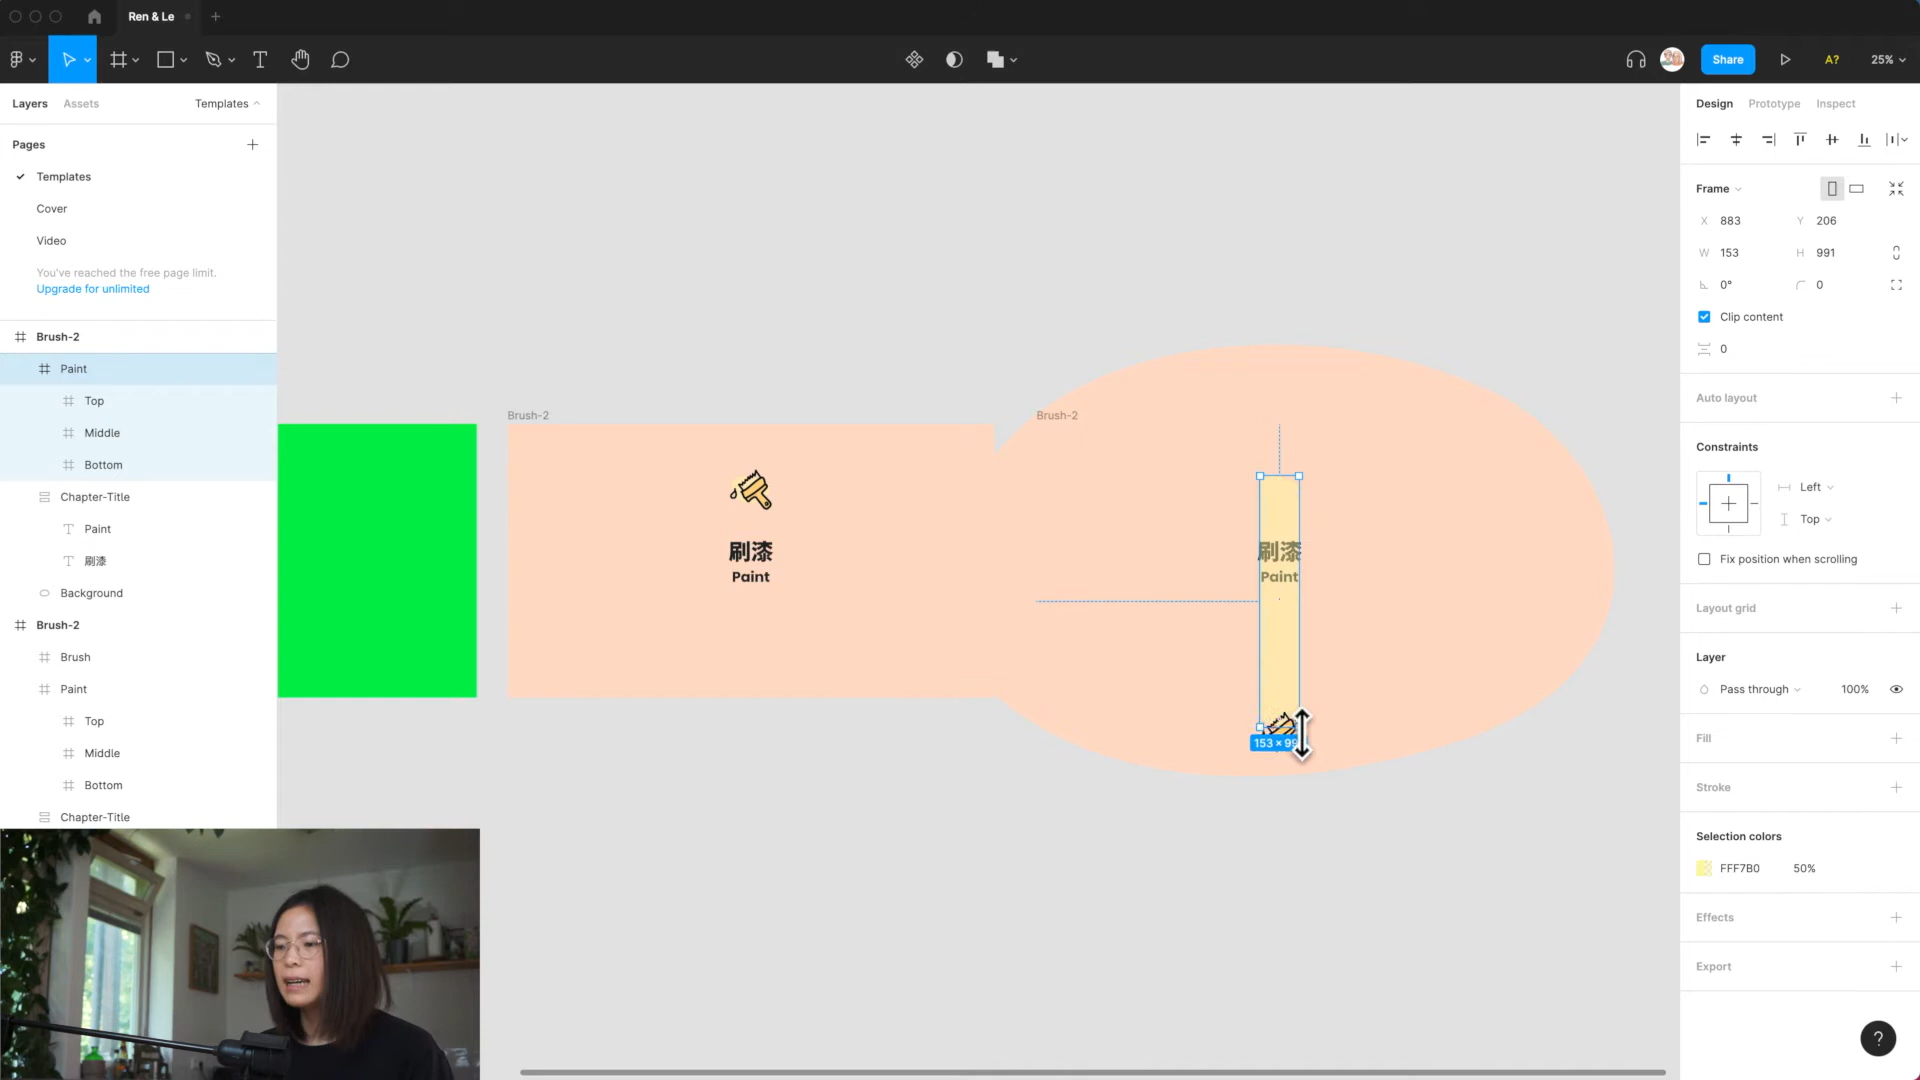 Ren & Le
Share
A?
25%
Layers
Assets
Templates
Pages
Templates
Cover
Video
You've reached the free page limit.
Upgrade for unlimited
Brush-2
Paint
Top
Middle
Bottom
Chapter-Title
Paint
刷漆
Background
Brush-2
Brush
Paint
Top
Middle
Bottom
Chapter-Title
Brush-2
刷漆
Paint
Brush-2
刷漆
Paint
153 × 99
Design
Prototype
Inspect
Frame
X 883
Y 206
W 153
H 991
0°
0
Clip content
0
Auto layout
Constraints
Left
Top
Fix position when scrolling
Layout grid
Layer
Pass through
100%
Fill
Stroke
Selection colors
FFF7B0
50%
Effects
Export
?